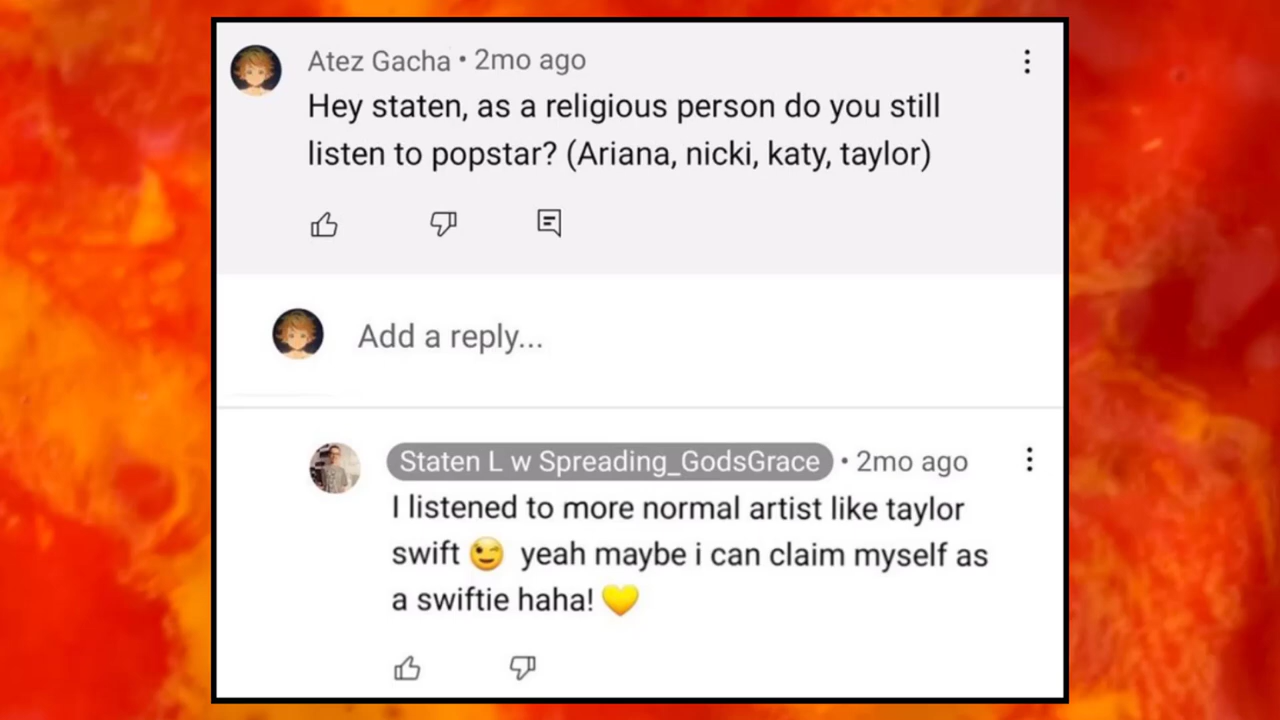 Atez Gacha • 2mo ago
Hey staten, as a religious person do you still
listen to popstar? (Ariana, nicki, katy, taylor)
Add a reply...
Staten L w Spreading_GodsGrace • 2mo ago
I listened to more normal artist like taylor
swift 😉 yeah maybe i can claim myself as
a swiftie haha! 💛